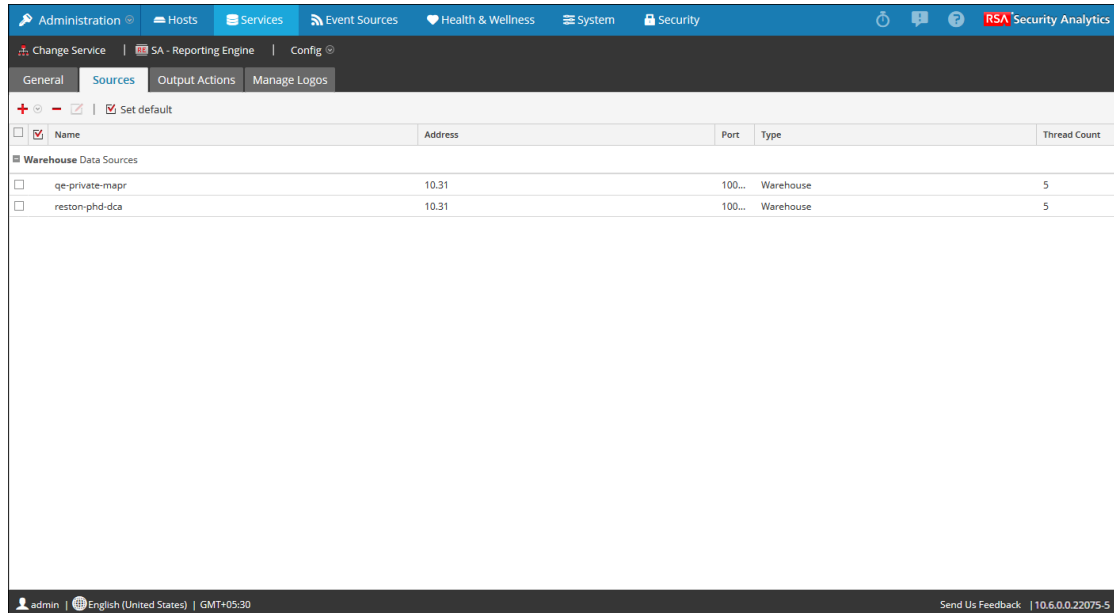 Administration Hosts Services Event Sources Health & Wellness System Security RSA Security Analytics
Change Service | RE SA - Reporting Engine | Config
General Sources Output Actions Manage Logos
Set default
Name Address Port Type Thread Count
Warehouse Data Sources
qe-private-mapr 10.31 100... Warehouse 5
reston-phd-dca 10.31 100... Warehouse 5
admin | English (United States) | GMT+05:30 Send Us Feedback | 10.6.0.0.22075-5